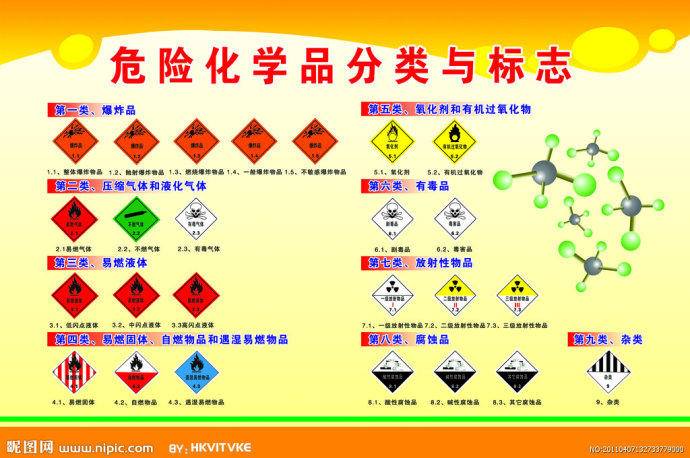 危险化学品分类与标志
第一类、爆炸品
爆炸品 1.1
爆炸品 1.2
爆炸品 1.3
爆炸品 1.4
爆炸品 1.5
1.1、整体爆炸物品 1.2、抛射爆炸物品 1.3、燃烧爆炸物品 1.4、一般爆炸物品 1.5、不敏感爆炸物品
第二类、压缩气体和液化气体
易燃气体 2.1
不燃气体 2.2
有毒气体 2.3
2.1易燃气体 2.2、不燃气体 2.3、有毒气体
第三类、易燃液体
3.1、低闪点液体 3.2、中闪点液体 3.3高闪点液体
第四类、易燃固体、自燃物品和遇湿易燃物品
4.1、易燃固体 4.2、自燃物品 4.3、遇湿易燃物品
第五类、氧化剂和有机过氧化物
氧化剂 5.1
有机过氧化物 5.2
5.1、氧化剂 5.2、有机过氧化物
第六类、有毒品
剧毒品 6.1
毒害品 6.2
6.1、剧毒品 6.2、毒害品
第七类、放射性物品
一级放射物品 I 7.1
二级放射物品 II 7.2
三级放射物品 III 7.3
7.1、一级放射性物品 7.2、二级放射性物品 7.3、三级放射性物品
第八类、腐蚀品
酸性腐蚀品 8.1
碱性腐蚀品 8.2
其它腐蚀品 8.3
8.1、酸性腐蚀品 8.2、碱性腐蚀品 8.3、其它腐蚀品
第九类、杂类
杂类 9
9、杂类
昵图网 www.nipic.com
BY: HKVITVKE
NO:20110407132733779000